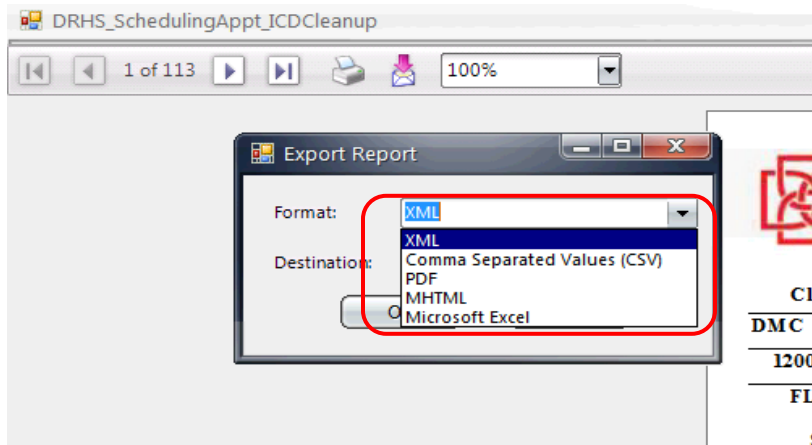 DRHS_SchedulingAppt_ICDCleanup
1 of 113
100%
Export Report
Format:
XML
XML
Comma Separated Values (CSV)
Destination:
PDF
MHTML
Microsoft Excel
DMC
1200